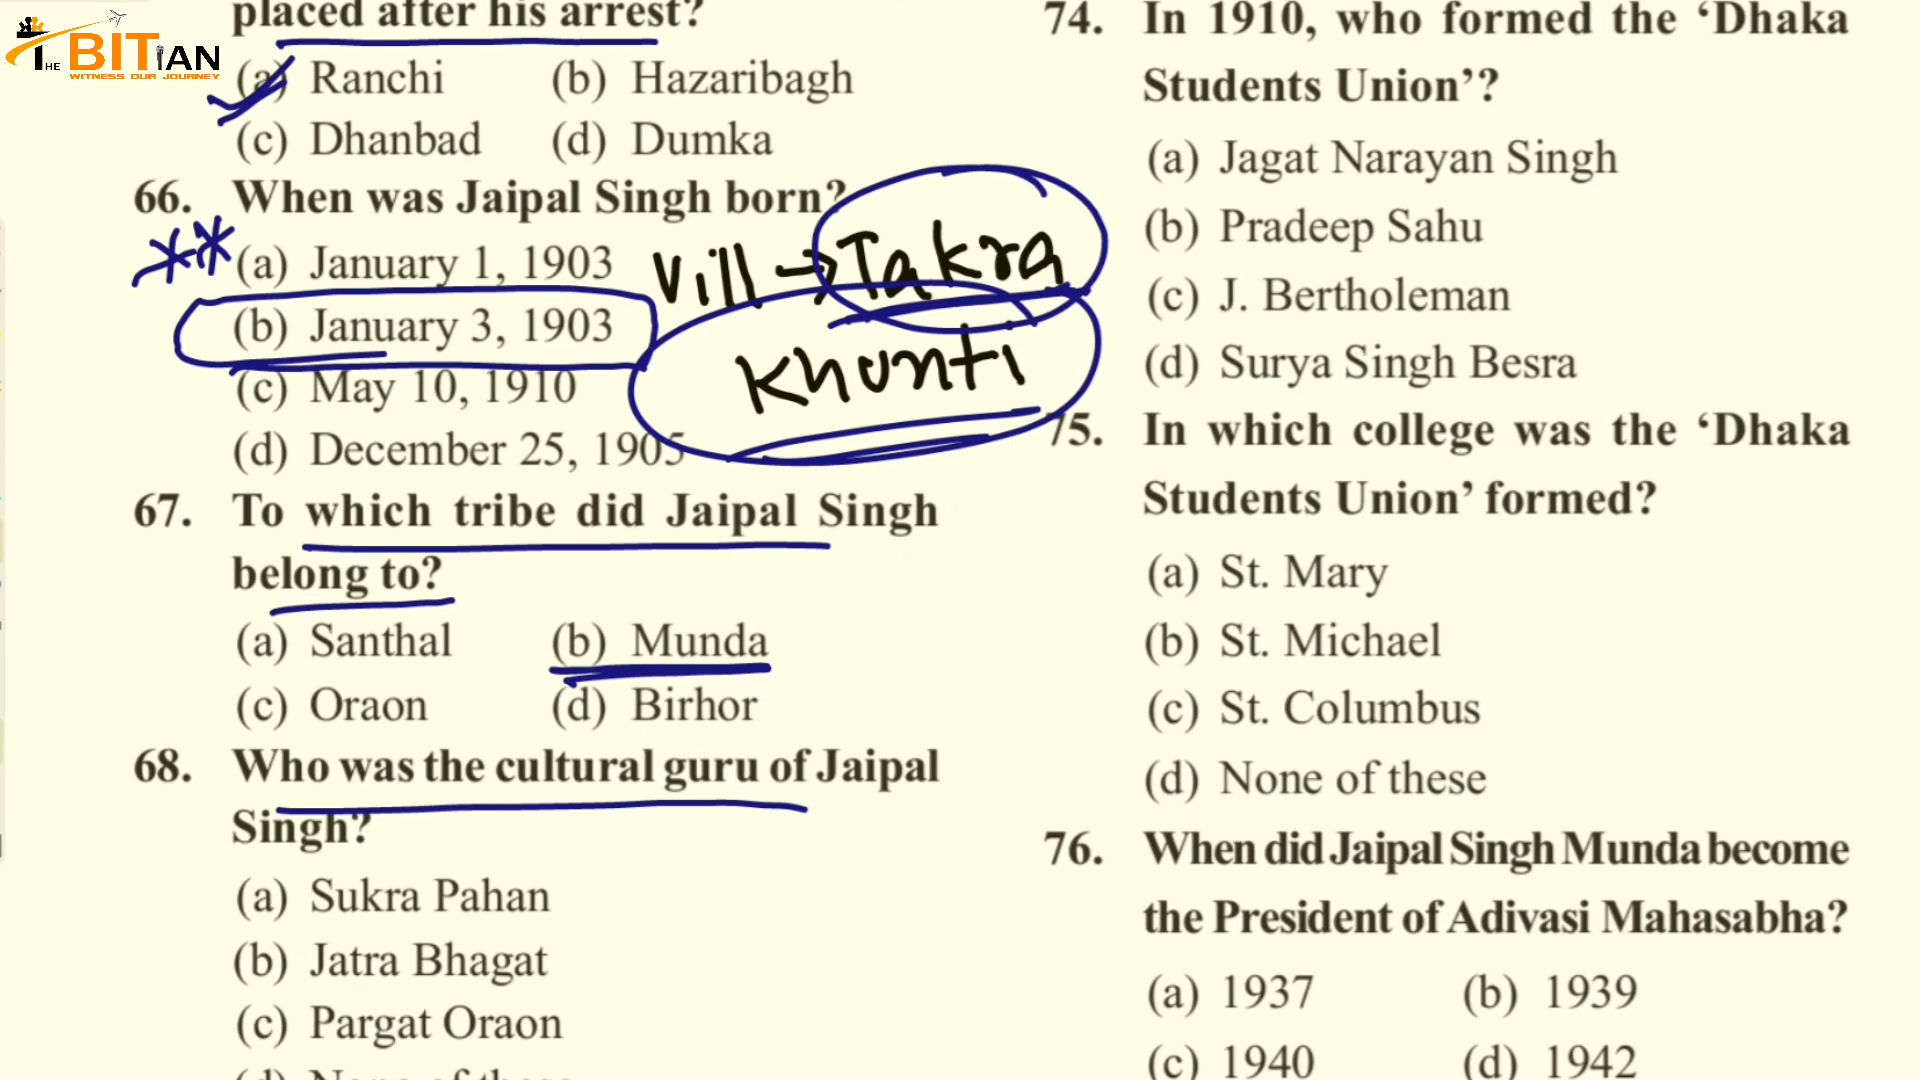 THE BITIAN
WITNESS OUR JOURNEY
placed after his arrest?
(a) Ranchi (b) Hazaribagh
(c) Dhanbad (d) Dumka
66. When was Jaipal Singh born?
(a) January 1, 1903
(b) January 3, 1903
(c) May 10, 1910
(d) December 25, 1905
Vill → Takra
Khunti
67. To which tribe did Jaipal Singh
belong to?
(a) Santhal (b) Munda
(c) Oraon (d) Birhor
68. Who was the cultural guru of Jaipal
Singh?
(a) Sukra Pahan
(b) Jatra Bhagat
(c) Pargat Oraon
(d) None of these
74. In 1910, who formed the ‘Dhaka
Students Union’?
(a) Jagat Narayan Singh
(b) Pradeep Sahu
(c) J. Bertholeman
(d) Surya Singh Besra
75. In which college was the ‘Dhaka
Students Union’ formed?
(a) St. Mary
(b) St. Michael
(c) St. Columbus
(d) None of these
76. When did Jaipal Singh Munda become
the President of Adivasi Mahasabha?
(a) 1937 (b) 1939
(c) 1940 (d) 1942